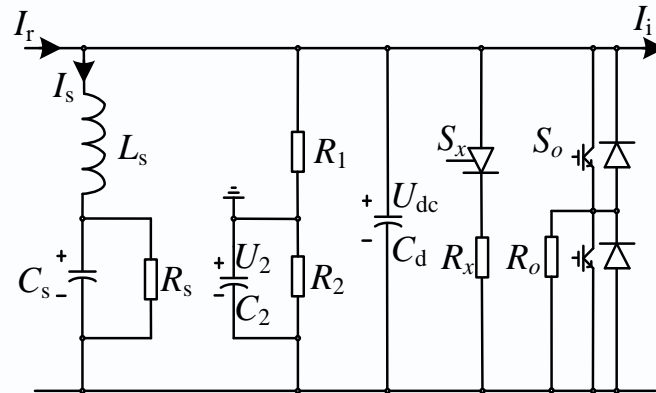 Ir
Ii
Is
Ls
R1
Sx
So
+
Udc
−
Cd
+
Cs
−
Rs
+
U2
−
C2
R2
Rx
Ro